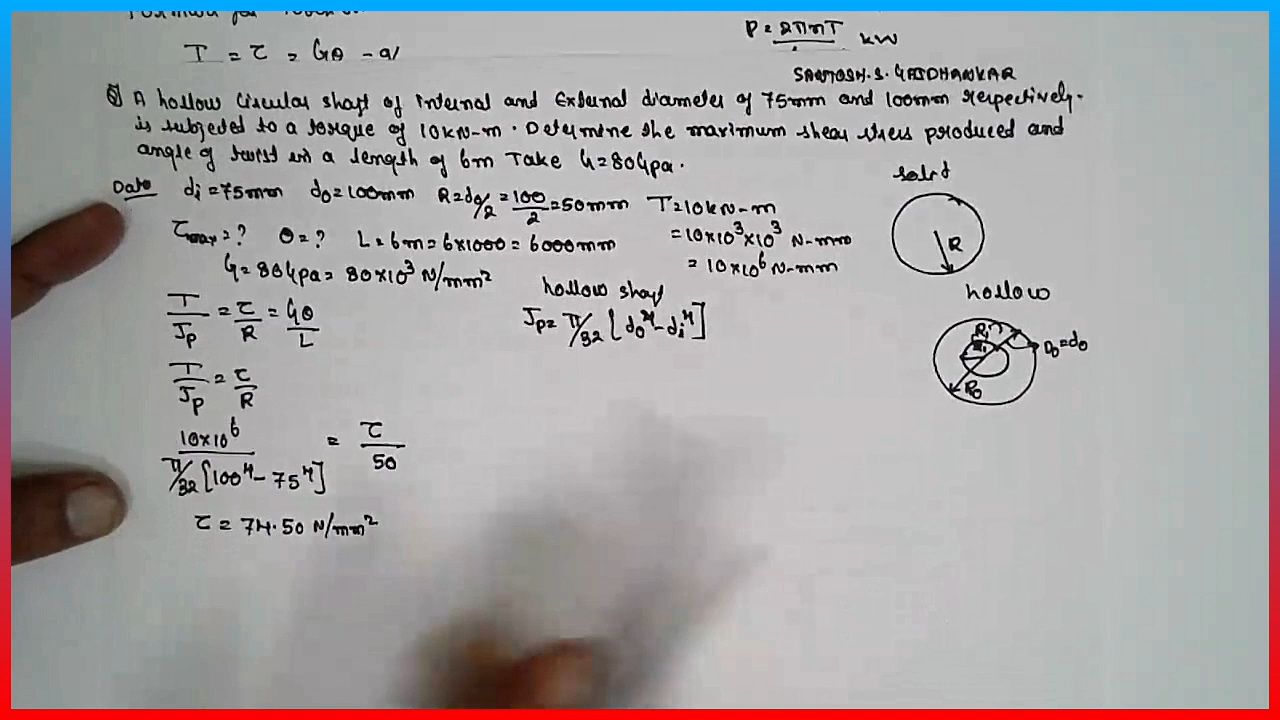 T = τ = Gθ - a/
P = 2πnT kW
SANTOSH.S. GADDHANKAR
Q A hollow circular shaft of internal and External diameter of 75mm and 100mm respectively.
is subjected to a torque of 10kN-m. Determine the maximum shear stress produced and
angle of twist in a length of 6m Take G=80Gpa.
Data di=75mm do=100mm R=do/2=100/2=50mm T=10kN-m
=10×10³×10³ N-mm
=10×10⁶ N-mm
τmax=? θ=? L=6m=6×1000=6000mm
G=80Gpa=80×10³ N/mm²
solid
R
T/Jp = τ/R = Gθ/L
hollow shaft
Jp=π/32[do⁴-di⁴]
hollow
Do=do
Ro
T/Jp = τ/R
10×10⁶/π/32[100⁴-75⁴] = τ/50
τ = 74.50 N/mm²